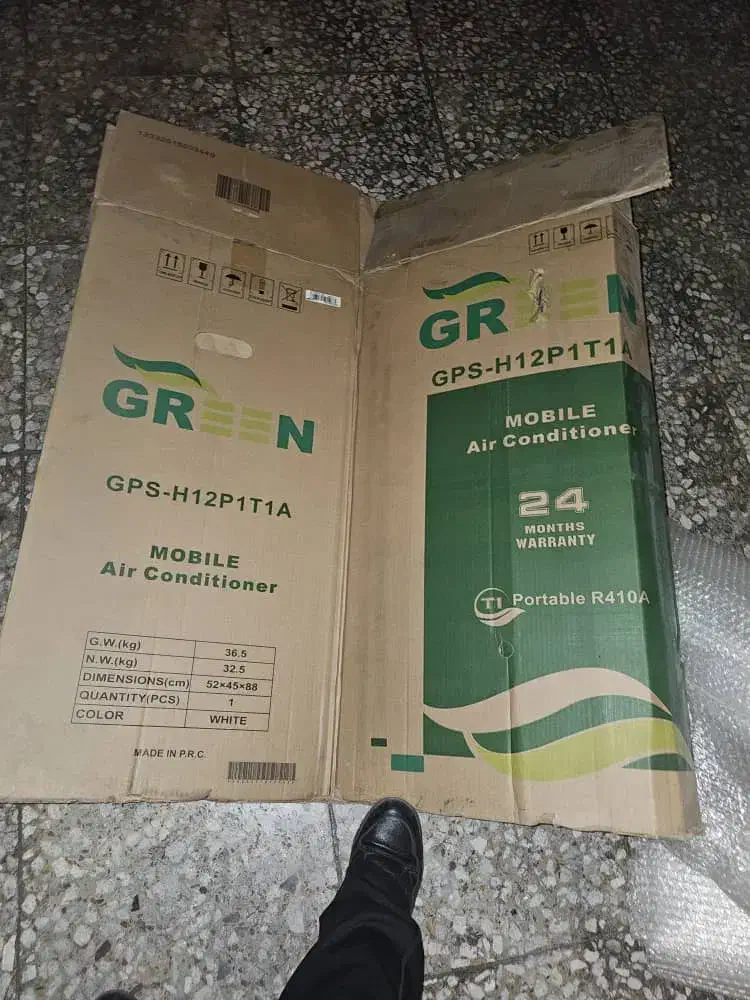 GREEN
GPS-H12P1T1A
MOBILE
Air Conditioner
G.W.(kg) 36.5
N.W.(kg) 32.5
DIMENSIONS(cm) 52×45×88
QUANTITY(PCS) 1
COLOR WHITE
MADE IN P.R.C.
GREEN
GPS-H12P1T1A
MOBILE
Air Conditioner
24
MONTHS
WARRANTY
TI Portable R410A